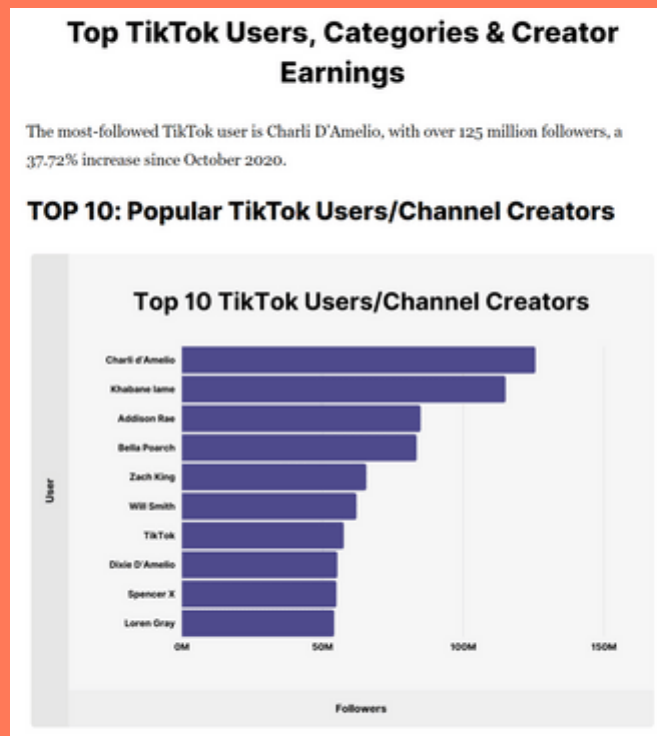 Top TikTok Users, Categories & Creator
Earnings
The most-followed TikTok user is Charli D'Amelio, with over 125 million followers, a
37.72% increase since October 2020.
TOP 10: Popular TikTok Users/Channel Creators
Top 10 TikTok Users/Channel Creators
Charli d'Amelio
Khabane lame
Addison Rae
Bella Poarch
Zach King
Will Smith
TikTok
Dixie D'Amelio
Spencer X
Loren Gray
User
0M 50M 100M 150M
Followers